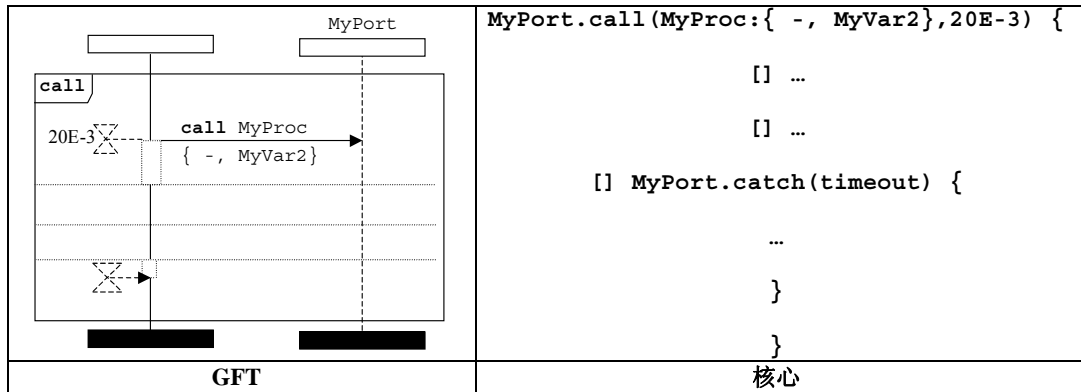 MyPort
call
20E-3
call MyProc
{ -, MyVar2}
MyPort.call(MyProc:{ -, MyVar2},20E-3) {
[] …
[] …
[] MyPort.catch(timeout) {
…
}
}
GFT
核心